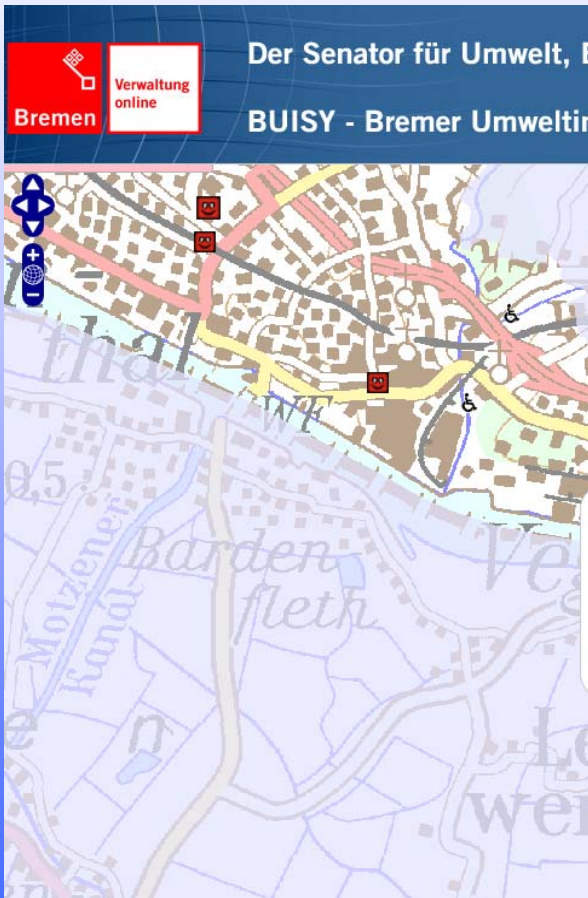 Der Senator für Umwelt, B
Verwaltung
online
Bremen
BUISY - Bremer Umweltin
thal
WF
0,5
Motzener
Kanal
Barden
fleth
Veg
e
n
Le
wer